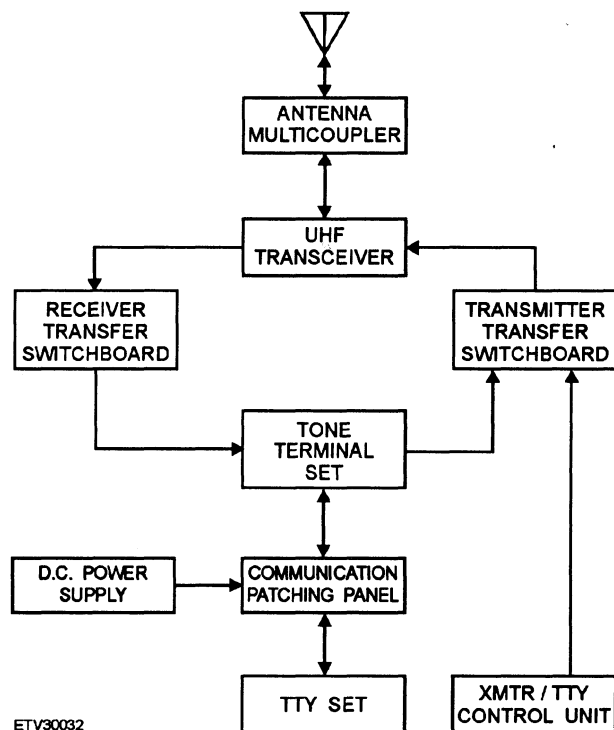 ANTENNA
MULTICOUPLER
UHF
TRANSCEIVER
RECEIVER
TRANSFER
SWITCHBOARD
TRANSMITTER
TRANSFER
SWITCHBOARD
TONE
TERMINAL
SET
D.C. POWER
SUPPLY
COMMUNICATION
PATCHING PANEL
TTY SET
XMTR / TTY
CONTROL UNIT
ETV30032